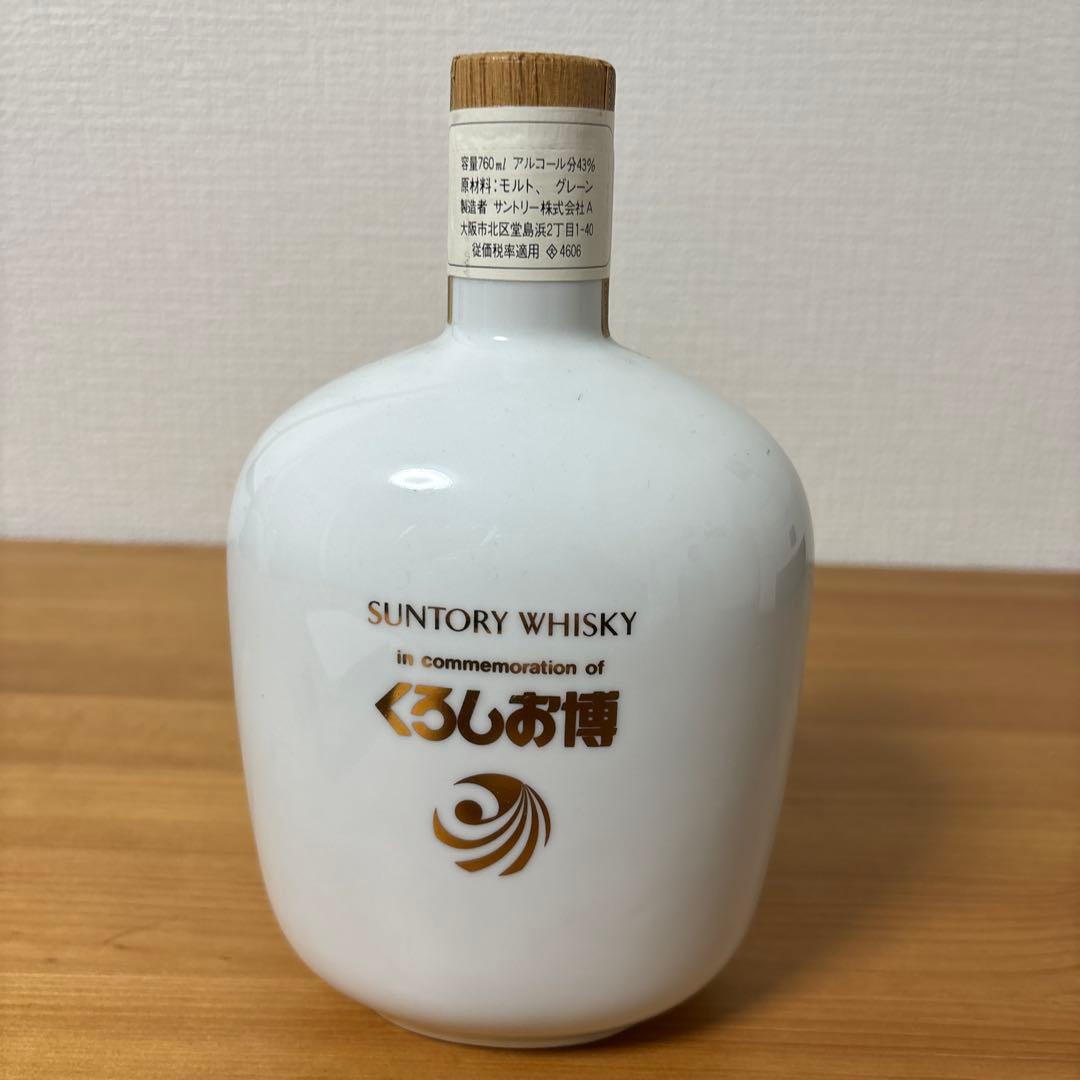 容量760ml アルコール分43%
原材料:モルト、 グレーン
製造者 サントリー株式会社A
大阪市北区堂島浜2丁目1-40
従価税率適用 4606
SUNTORY WHISKY
in commemoration of
くろしお博